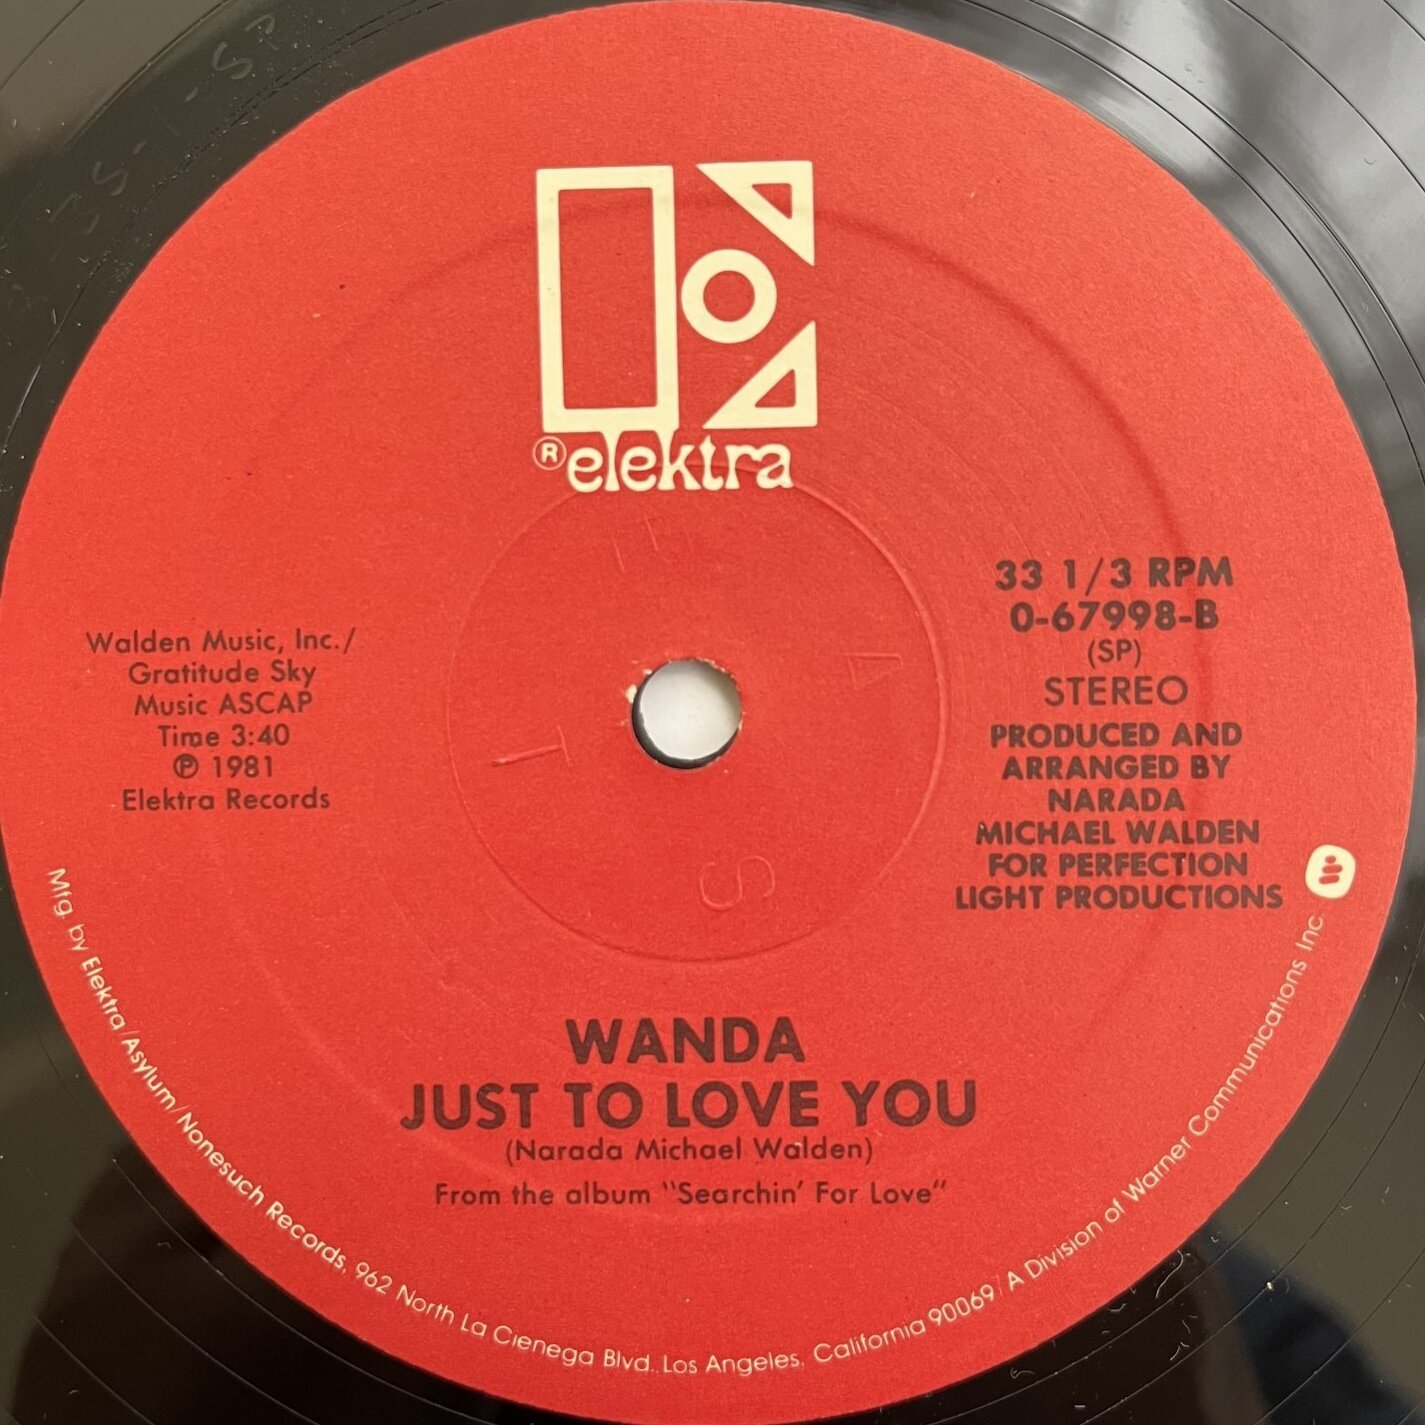 ® elektra
33 1/3 RPM
0-67998-B
(SP)
STEREO
PRODUCED AND
ARRANGED BY
NARADA
MICHAEL WALDEN
FOR PERFECTION
LIGHT PRODUCTIONS
Walden Music, Inc./
Gratitude Sky
Music ASCAP
Time 3:40
℗ 1981
Elektra Records
WANDA
JUST TO LOVE YOU
(Narada Michael Walden)
From the album "Searchin' For Love"
Mfg. by Elektra/Asylum/Nonesuch Records, 962 North La Cienega Blvd., Los Angeles, California 90069/A Division of Warner Communications Inc.